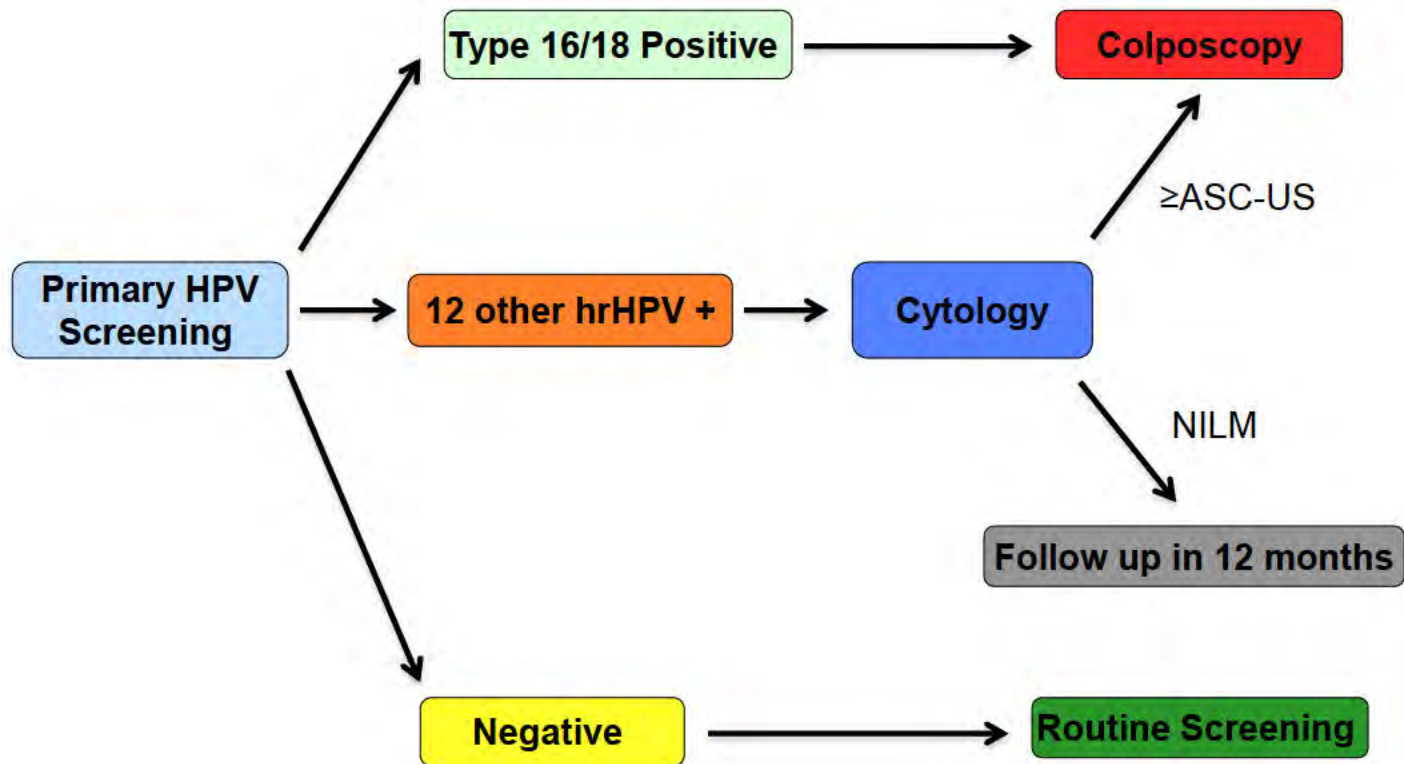 Type 16/18 Positive
Colposcopy
≥ASC-US
Primary HPV
Screening
12 other hrHPV +
Cytology
NILM
Follow up in 12 months
Negative
Routine Screening